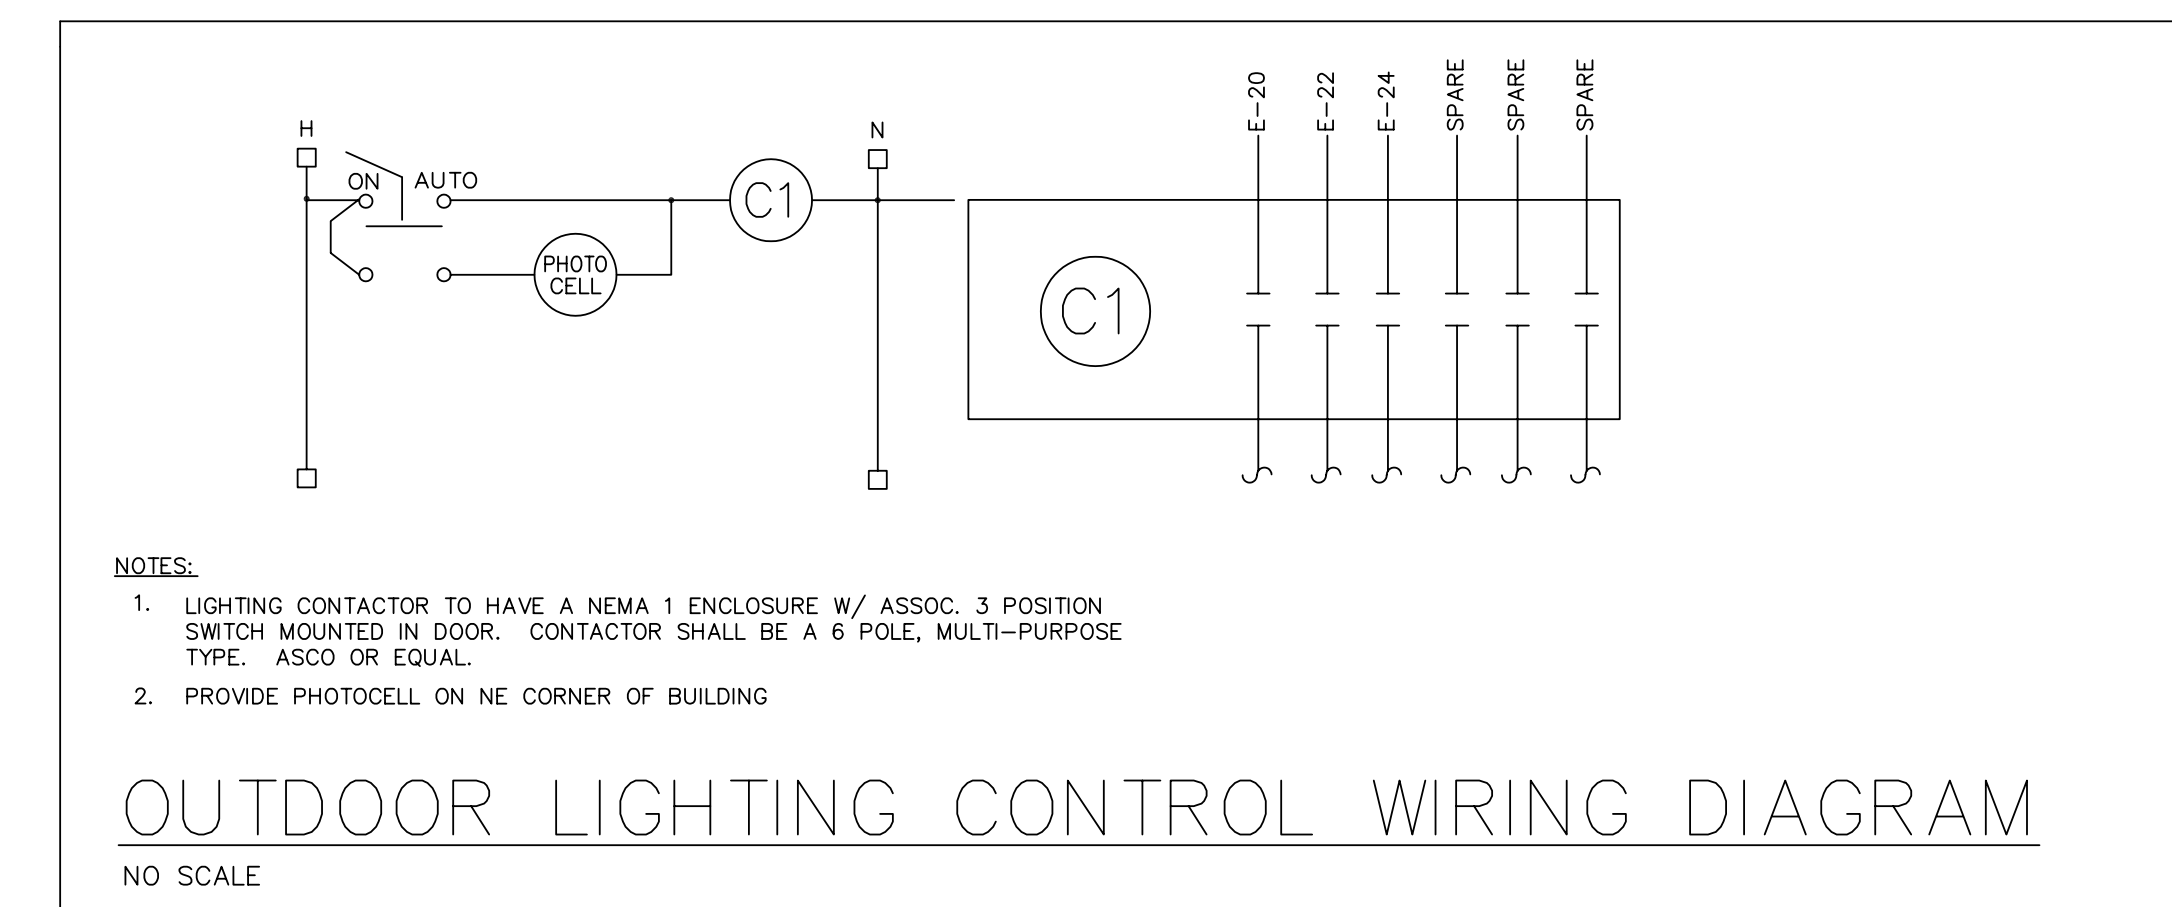 H
ON
AUTO
C1
N
PHOTO
CELL
C1
E-20
E-22
E-24
SPARE
SPARE
SPARE
NOTES:
1. LIGHTING CONTACTOR TO HAVE A NEMA 1 ENCLOSURE W/ ASSOC. 3 POSITION
SWITCH MOUNTED IN DOOR. CONTACTOR SHALL BE A 6 POLE, MULTI-PURPOSE
TYPE. ASCO OR EQUAL.
2. PROVIDE PHOTOCELL ON NE CORNER OF BUILDING
OUTDOOR LIGHTING CONTROL WIRING DIAGRAM
NO SCALE